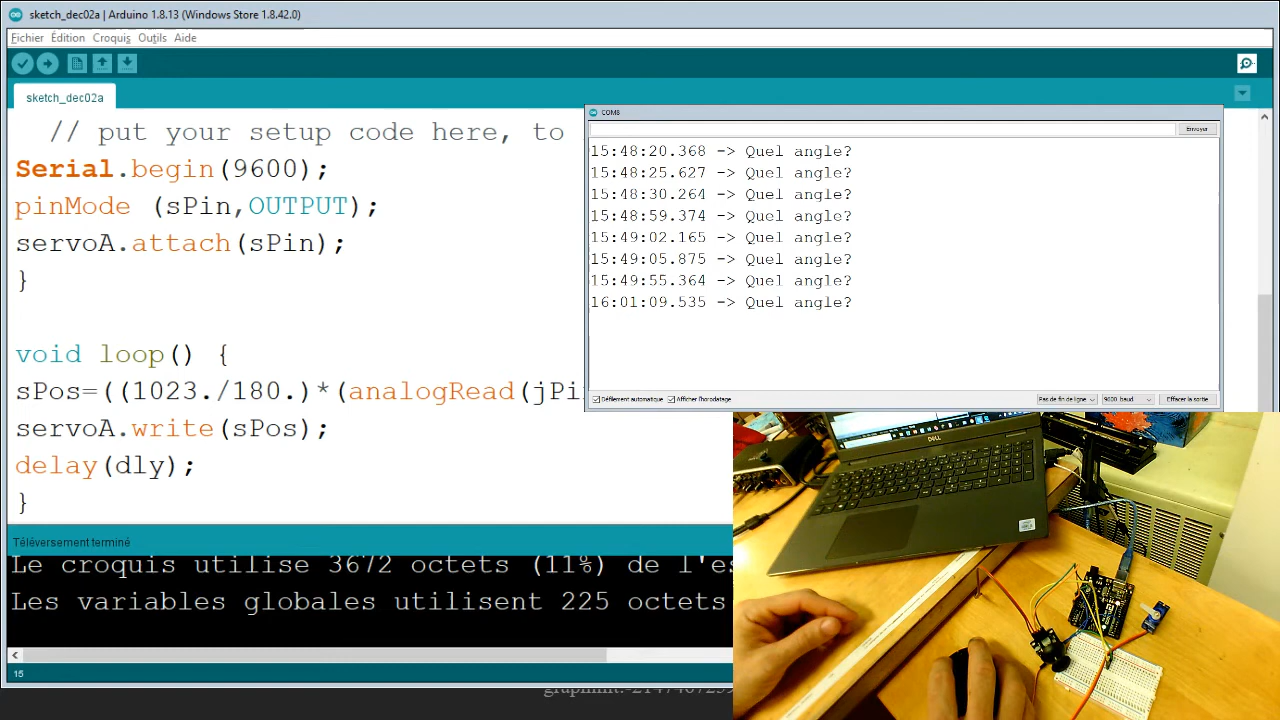 sketch_dec02a | Arduino 1.8.13 (Windows Store 1.8.42.0)
Fichier Édition Croquis Outils Aide
sketch_dec02a
// put your setup code here, to
Serial.begin(9600);
pinMode (sPin,OUTPUT);
servoA.attach(sPin);
}
void loop() {
sPos=((1023./180.)*(analogRead(jPi
servoA.write(sPos);
delay(dly);
}
COM8
Envoyer
15:48:20.368 -> Quel angle?
15:48:25.627 -> Quel angle?
15:48:30.264 -> Quel angle?
15:48:59.374 -> Quel angle?
15:49:02.165 -> Quel angle?
15:49:05.875 -> Quel angle?
15:49:55.364 -> Quel angle?
16:01:09.535 -> Quel angle?
Défilement automatique Afficher l'horodatage Pas de fin de ligne 9600 baud Effacer la sortie
Téléversement terminé
Le croquis utilise 3672 octets (11%) de l'es
Les variables globales utilisent 225 octets
15
DELL